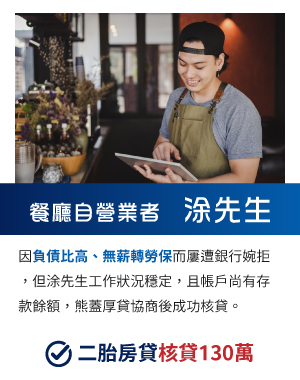 餐廳自營業者 涂先生
因負債比高、無薪轉勞保而屢遭銀行婉拒
，但涂先生工作狀況穩定，且帳戶尚有存
款餘額，熊蓋厚貸協商後成功核貸。
二胎房貸核貸130萬